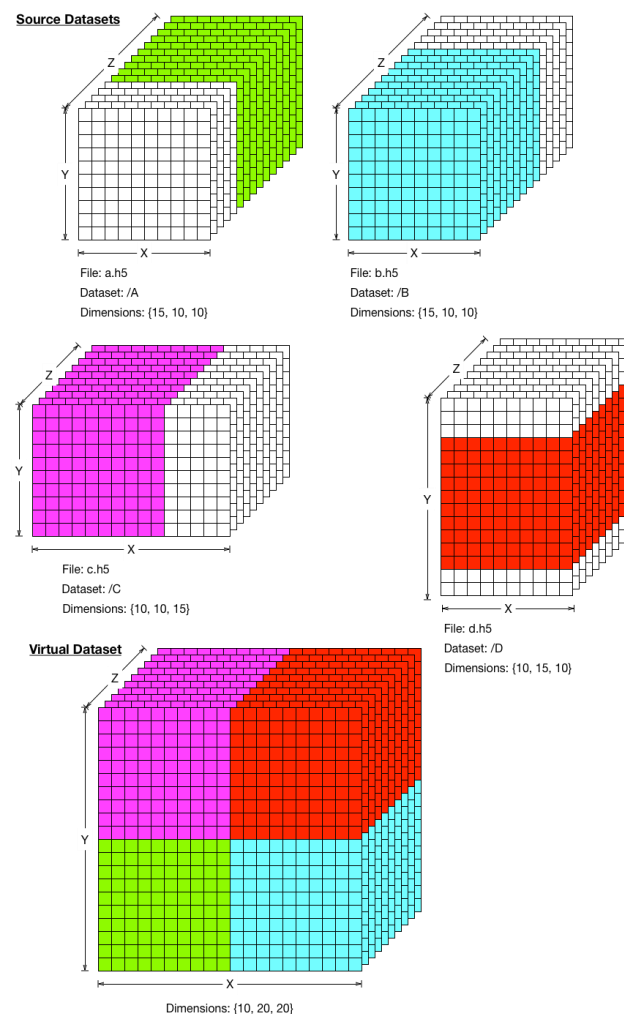 Source Datasets
Z
Y
X
File: a.h5
Dataset: /A
Dimensions: {15, 10, 10}
Z
Y
X
File: b.h5
Dataset: /B
Dimensions: {15, 10, 10}
Z
Y
X
File: c.h5
Dataset: /C
Dimensions: {10, 10, 15}
Z
Y
X
File: d.h5
Dataset: /D
Dimensions: {10, 15, 10}
Virtual Dataset
Z
Y
X
Dimensions: {10, 20, 20}